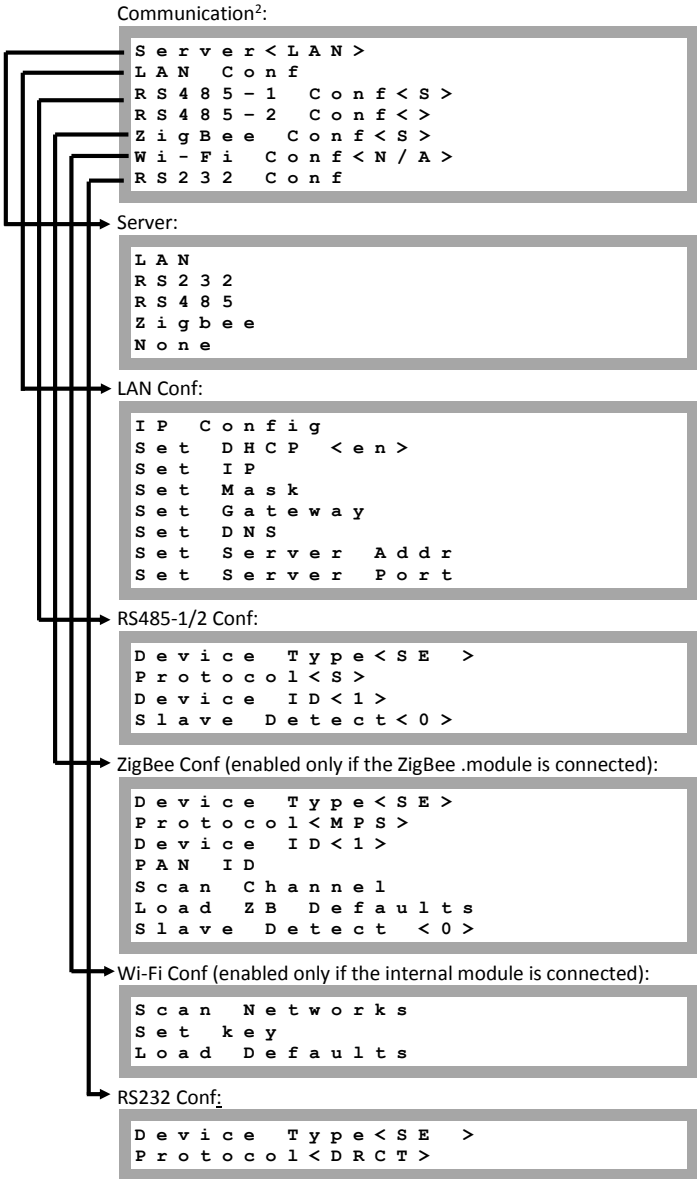 Communication²:
Server<LAN>
LAN Conf
RS485-1 Conf<S>
RS485-2 Conf<>
ZigBee Conf<S>
Wi-Fi Conf<N/A>
RS232 Conf
Server:
LAN
RS232
RS485
Zigbee
None
LAN Conf:
IP Config
Set DHCP <en>
Set IP
Set Mask
Set Gateway
Set DNS
Set Server Addr
Set Server Port
RS485-1/2 Conf:
Device Type<SE >
Protocol<S>
Device ID<1>
Slave Detect<0>
ZigBee Conf (enabled only if the ZigBee .module is connected):
Device Type<SE>
Protocol<MPS>
Device ID<1>
PAN ID
Scan Channel
Load ZB Defaults
Slave Detect <0>
Wi-Fi Conf (enabled only if the internal module is connected):
Scan Networks
Set key
Load Defaults
RS232 Conf:
Device Type<SE >
Protocol<DRCT>